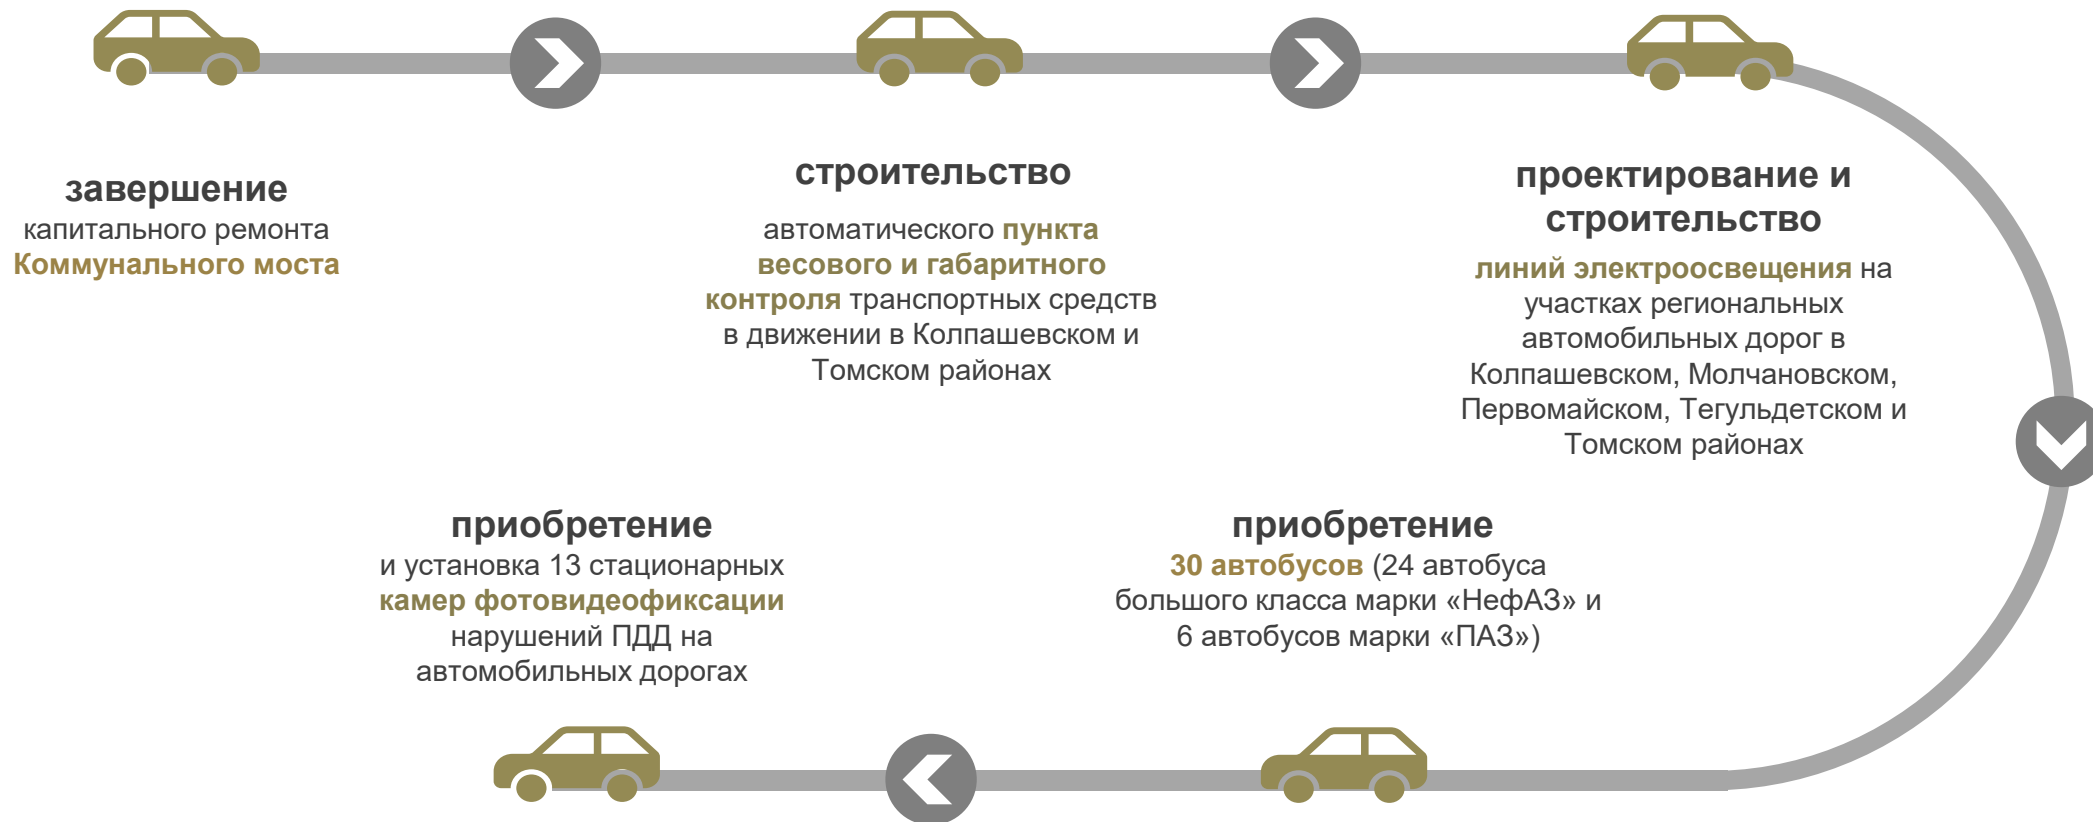 завершение
капитального ремонта
Коммунального моста
строительство
автоматического пункта
весового и габаритного
контроля транспортных средств
в движении в Колпашевском и
Томском районах
проектирование и
строительство
линий электроосвещения на
участках региональных
автомобильных дорог в
Колпашевском, Молчановском,
Первомайском, Тегульдетском и
Томском районах
приобретение
30 автобусов (24 автобуса
большого класса марки «НефАЗ» и
6 автобусов марки «ПАЗ»)
приобретение
и установка 13 стационарных
камер фотовидеофиксации
нарушений ПДД на
автомобильных дорогах